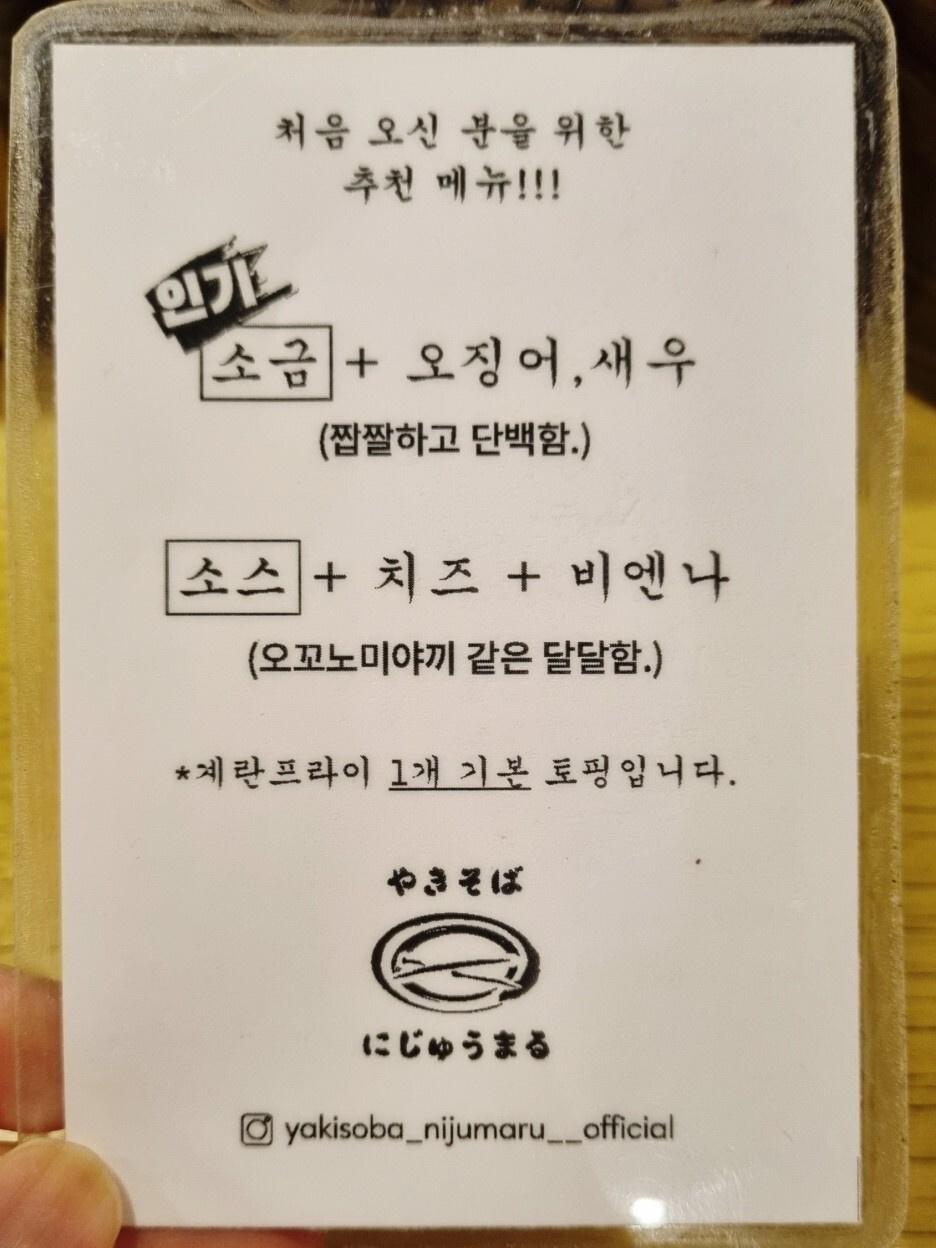 처음 오신 분을 위한
추천 메뉴!!!
인기
소금 + 오징어,새우
(짭짤하고 단백함.)
소스 + 치즈 + 비엔나
(오꼬노미야끼 같은 달달함.)
*계란프라이 1개 기본 토핑입니다.
やきそば
にじゅうまる
yakisoba_nijumaru__official